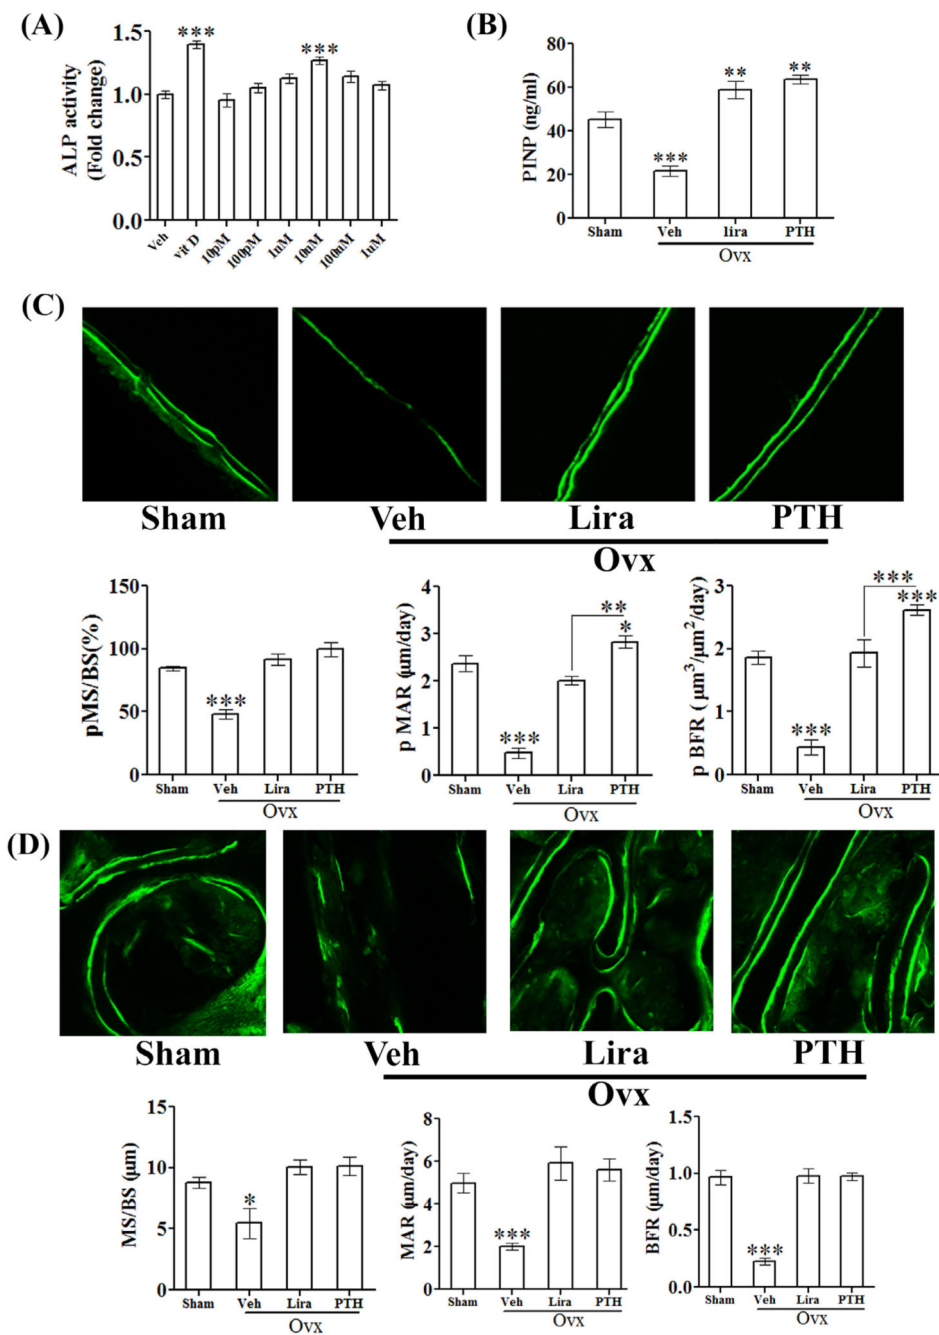 (A)
ALP activity
(Fold change)
1.5
1.0
0.5
0.0
***
***
Veh
vit D
10pM
100pM
1nM
10nM
100nM
1uM
(B)
PINP (ng/ml)
80
60
40
20
0
***
**
**
Sham
Veh
lira
PTH
Ovx
(C)
Sham
Veh
Lira
PTH
Ovx
pMS/BS(%)
150
100
50
0
***
Sham
Veh
Lira
PTH
Ovx
p MAR (µm/day)
4
3
2
1
0
***
**
*
Sham
Veh
Lira
PTH
Ovx
p BFR ( µm³/µm²/day)
3
2
1
0
***
***
***
Sham
Veh
Lira
PTH
Ovx
(D)
Sham
Veh
Lira
PTH
Ovx
MS/BS (µm)
15
10
5
0
*
Sham
Veh
Lira
PTH
Ovx
MAR (µm/day)
8
6
4
2
0
***
Sham
Veh
Lira
PTH
Ovx
BFR (µm/day)
1.5
1.0
0.5
0.0
***
Sham
Veh
Lira
PTH
Ovx